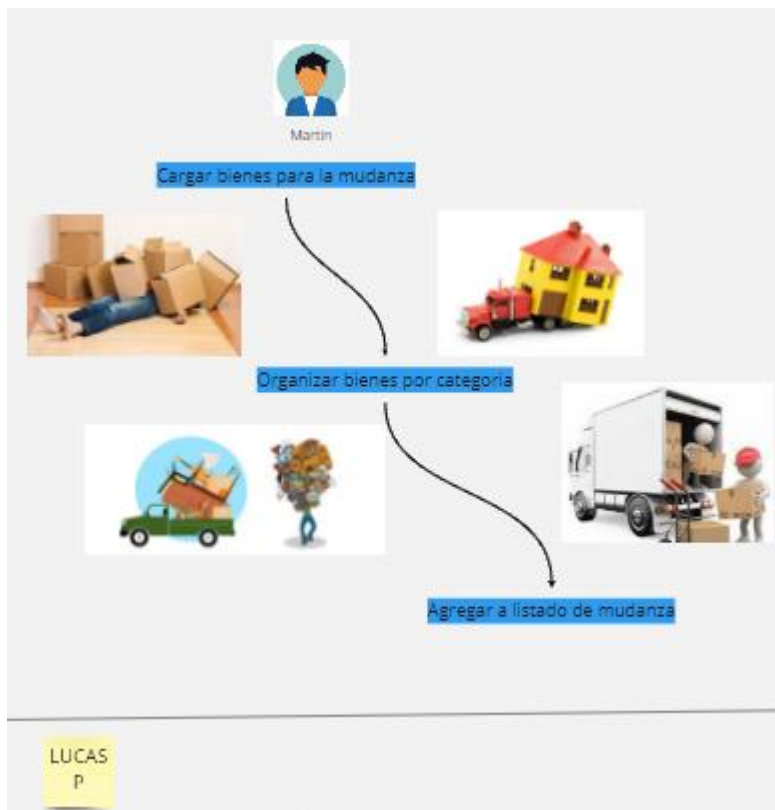 Martin
Cargar bienes para la mudanza
Organizar bienes por categoria
Agregar a listado de mudanza
LUCAS
P